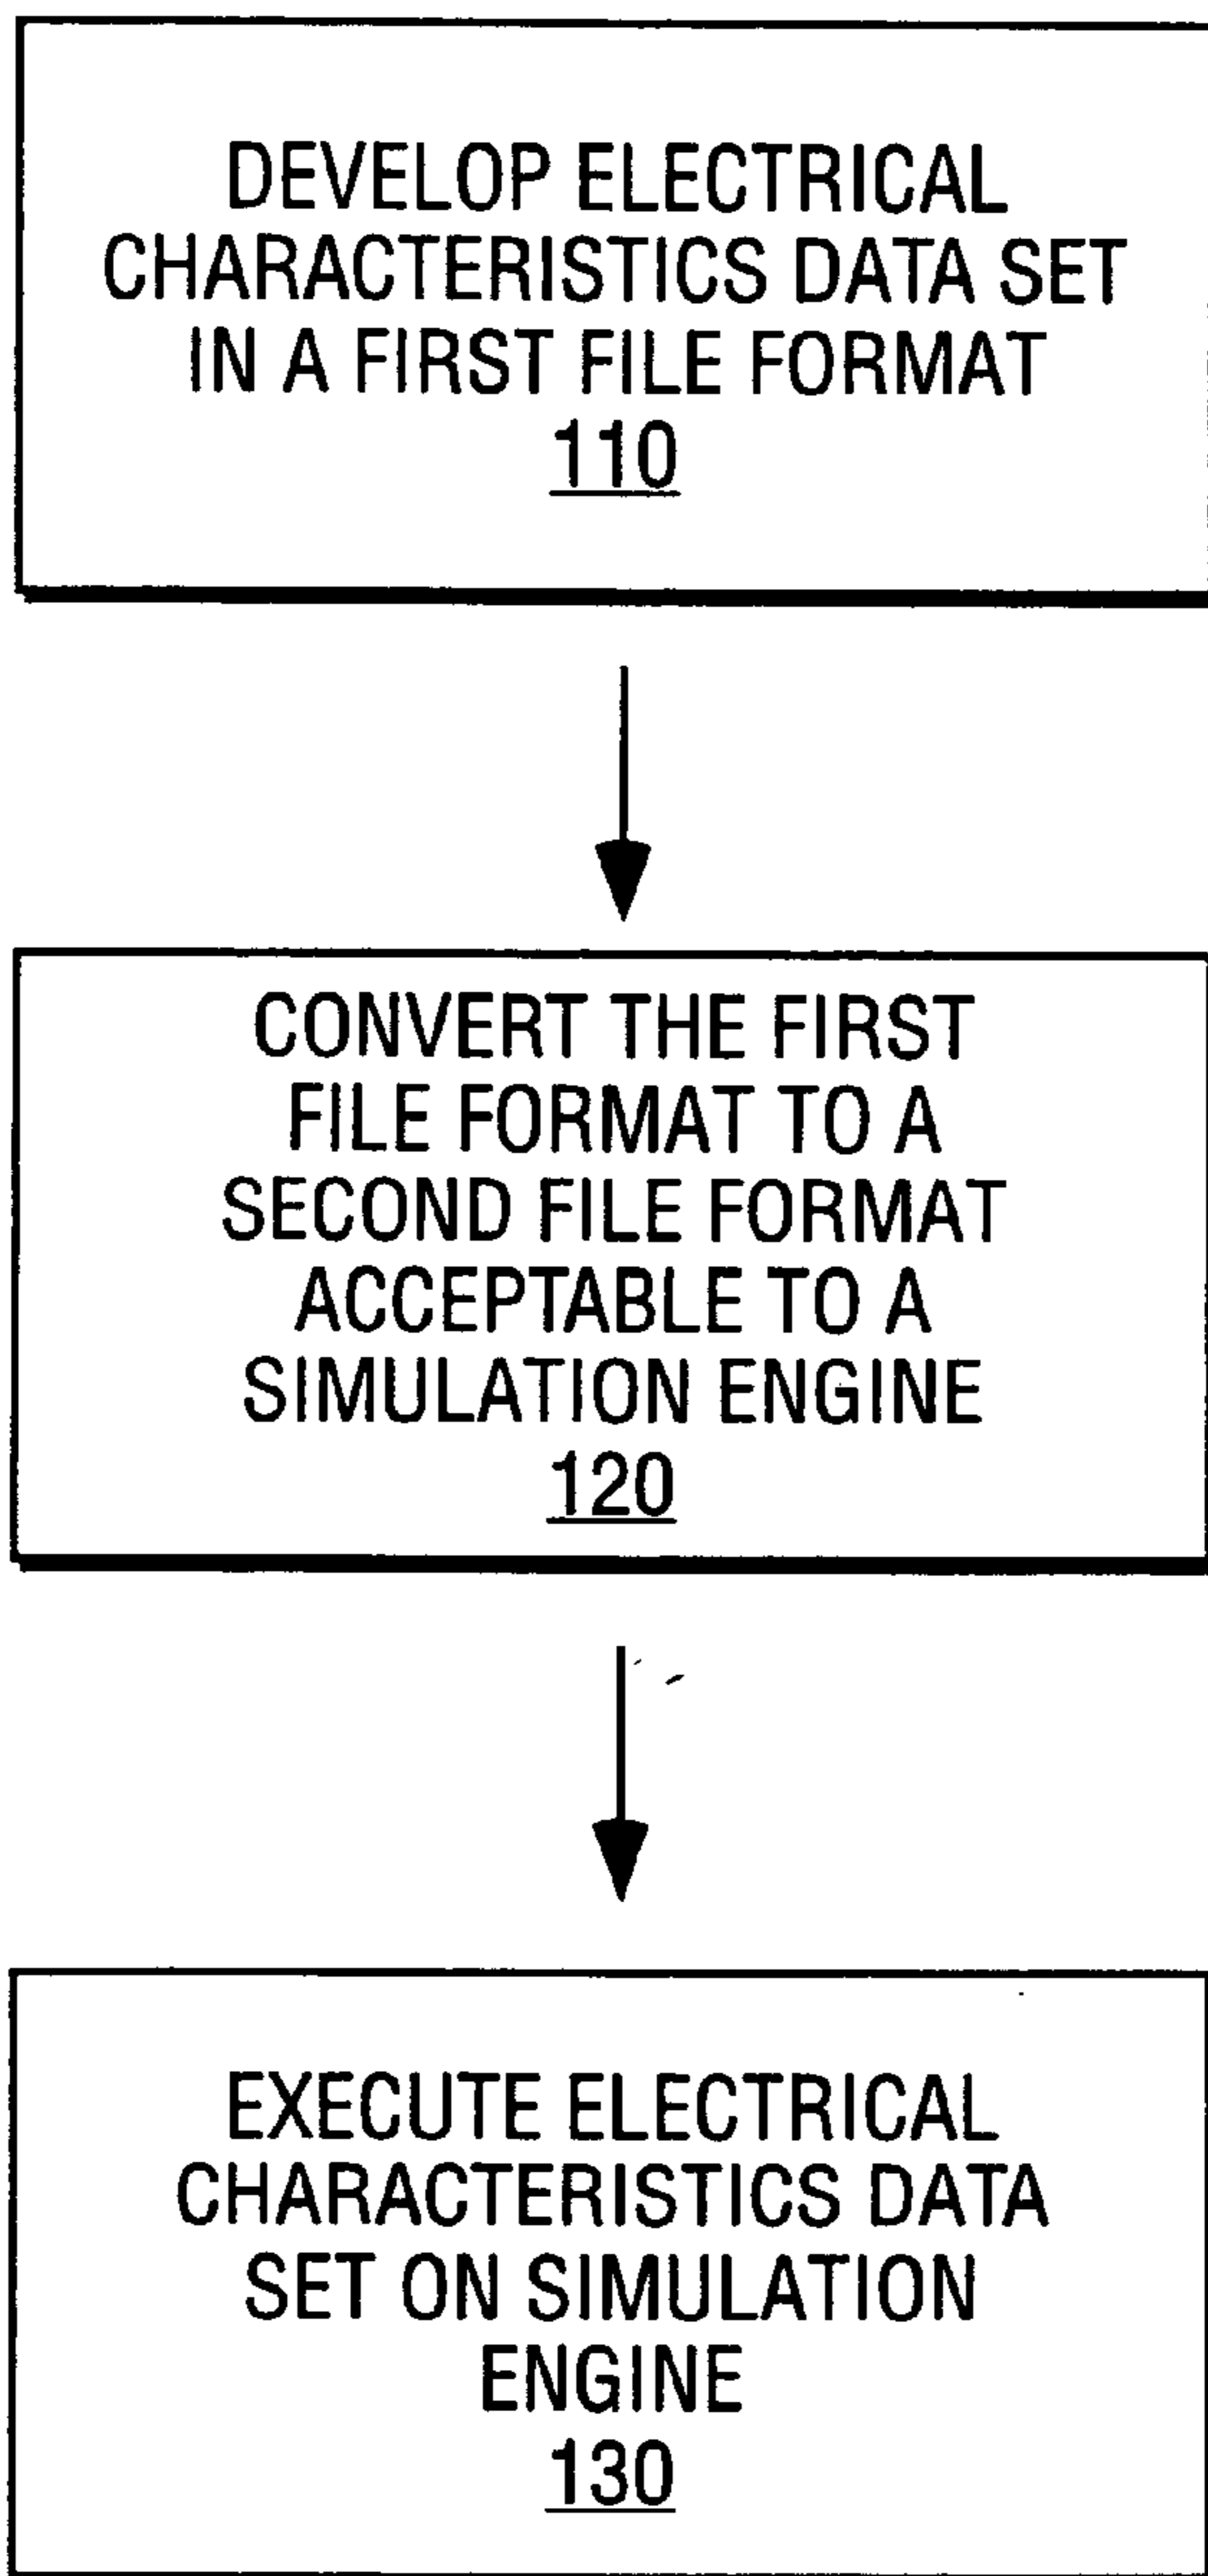 DEVELOP ELECTRICAL
CHARACTERISTICS DATA SET
IN A FIRST FILE FORMAT
110
CONVERT THE FIRST
FILE FORMAT TO A
SECOND FILE FORMAT
ACCEPTABLE TO A
SIMULATION ENGINE
120
EXECUTE ELECTRICAL
CHARACTERISTICS DATA
SET ON SIMULATION
ENGINE
130